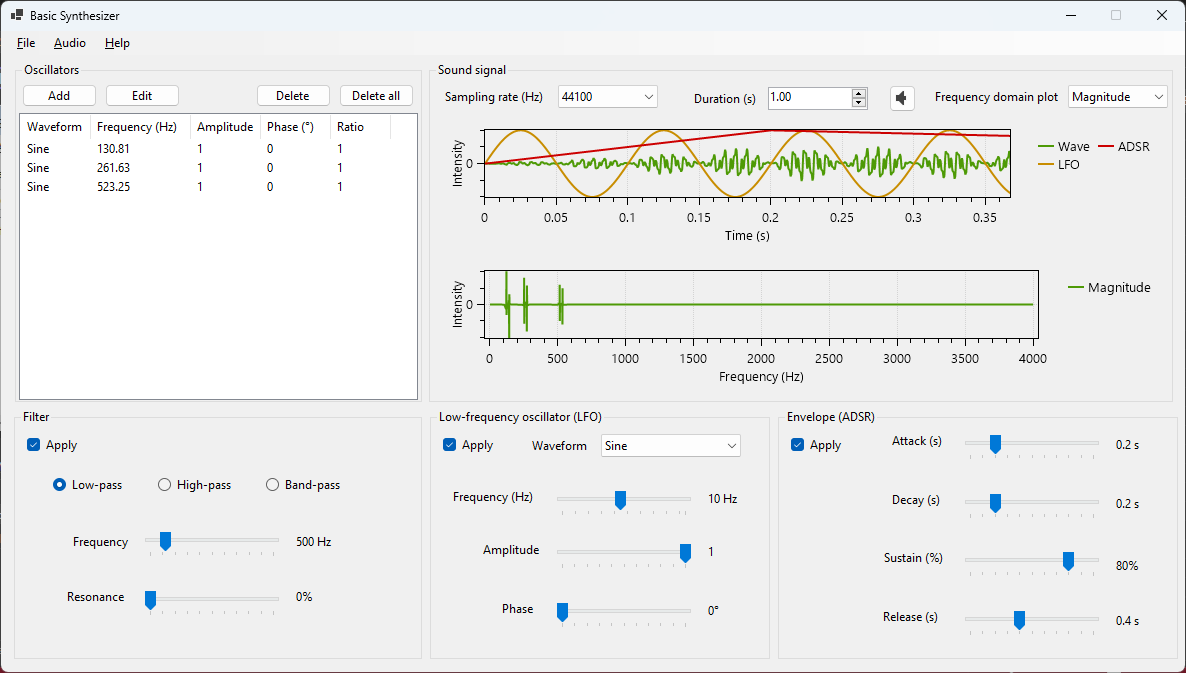 Basic Synthesizer
File Audio Help
Oscillators
Add Edit Delete Delete all
Waveform Frequency (Hz) Amplitude Phase (°) Ratio
Sine 130.81 1 0 1
Sine 261.63 1 0 1
Sine 523.25 1 0 1
Sound signal
Sampling rate (Hz) 44100 Duration (s) 1.00 Frequency domain plot Magnitude
Intensity
0
Wave ADSR
LFO
0 0.05 0.1 0.15 0.2 0.25 0.3 0.35
Time (s)
Intensity
0
Magnitude
0 500 1000 1500 2000 2500 3000 3500 4000
Frequency (Hz)
Filter
Apply
Low-pass High-pass Band-pass
Frequency 500 Hz
Resonance 0%
Low-frequency oscillator (LFO)
Apply Waveform Sine
Frequency (Hz) 10 Hz
Amplitude 1
Phase 0°
Envelope (ADSR)
Apply Attack (s) 0.2 s
Decay (s) 0.2 s
Sustain (%) 80%
Release (s) 0.4 s